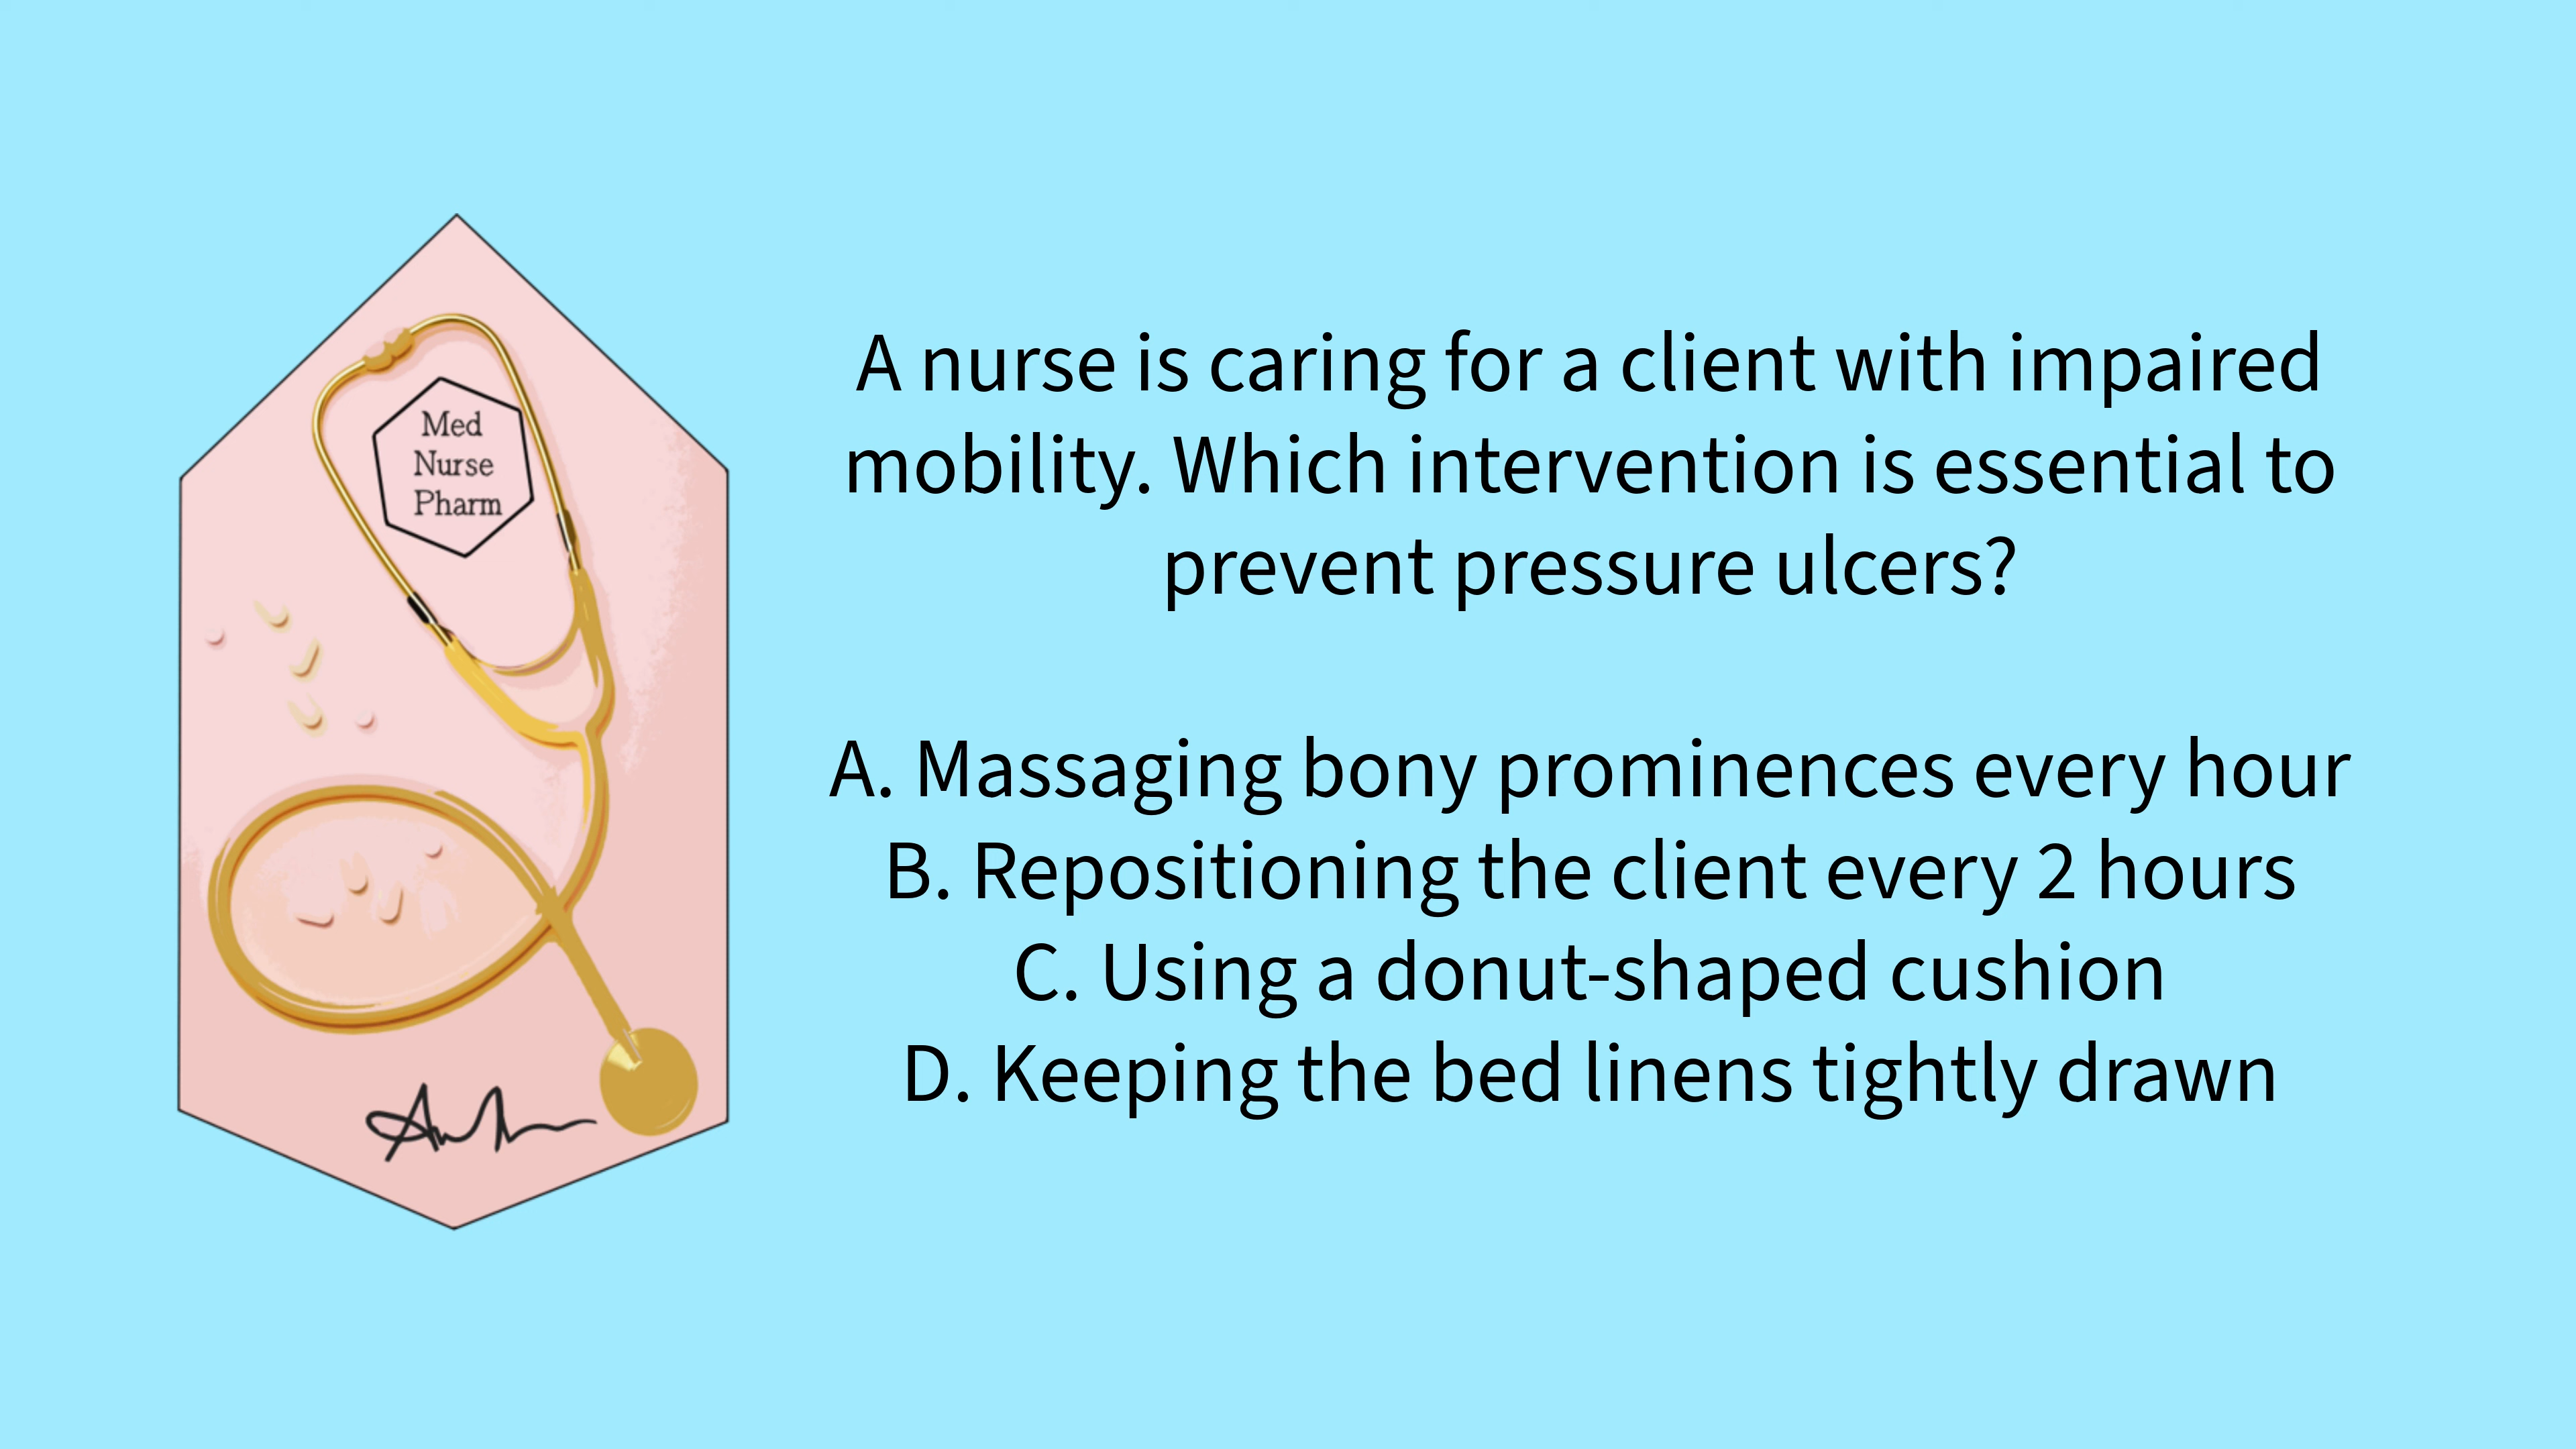 Med
Nurse
Pharm
A nurse is caring for a client with impaired
mobility. Which intervention is essential to
prevent pressure ulcers?
A. Massaging bony prominences every hour
B. Repositioning the client every 2 hours
C. Using a donut-shaped cushion
D. Keeping the bed linens tightly drawn